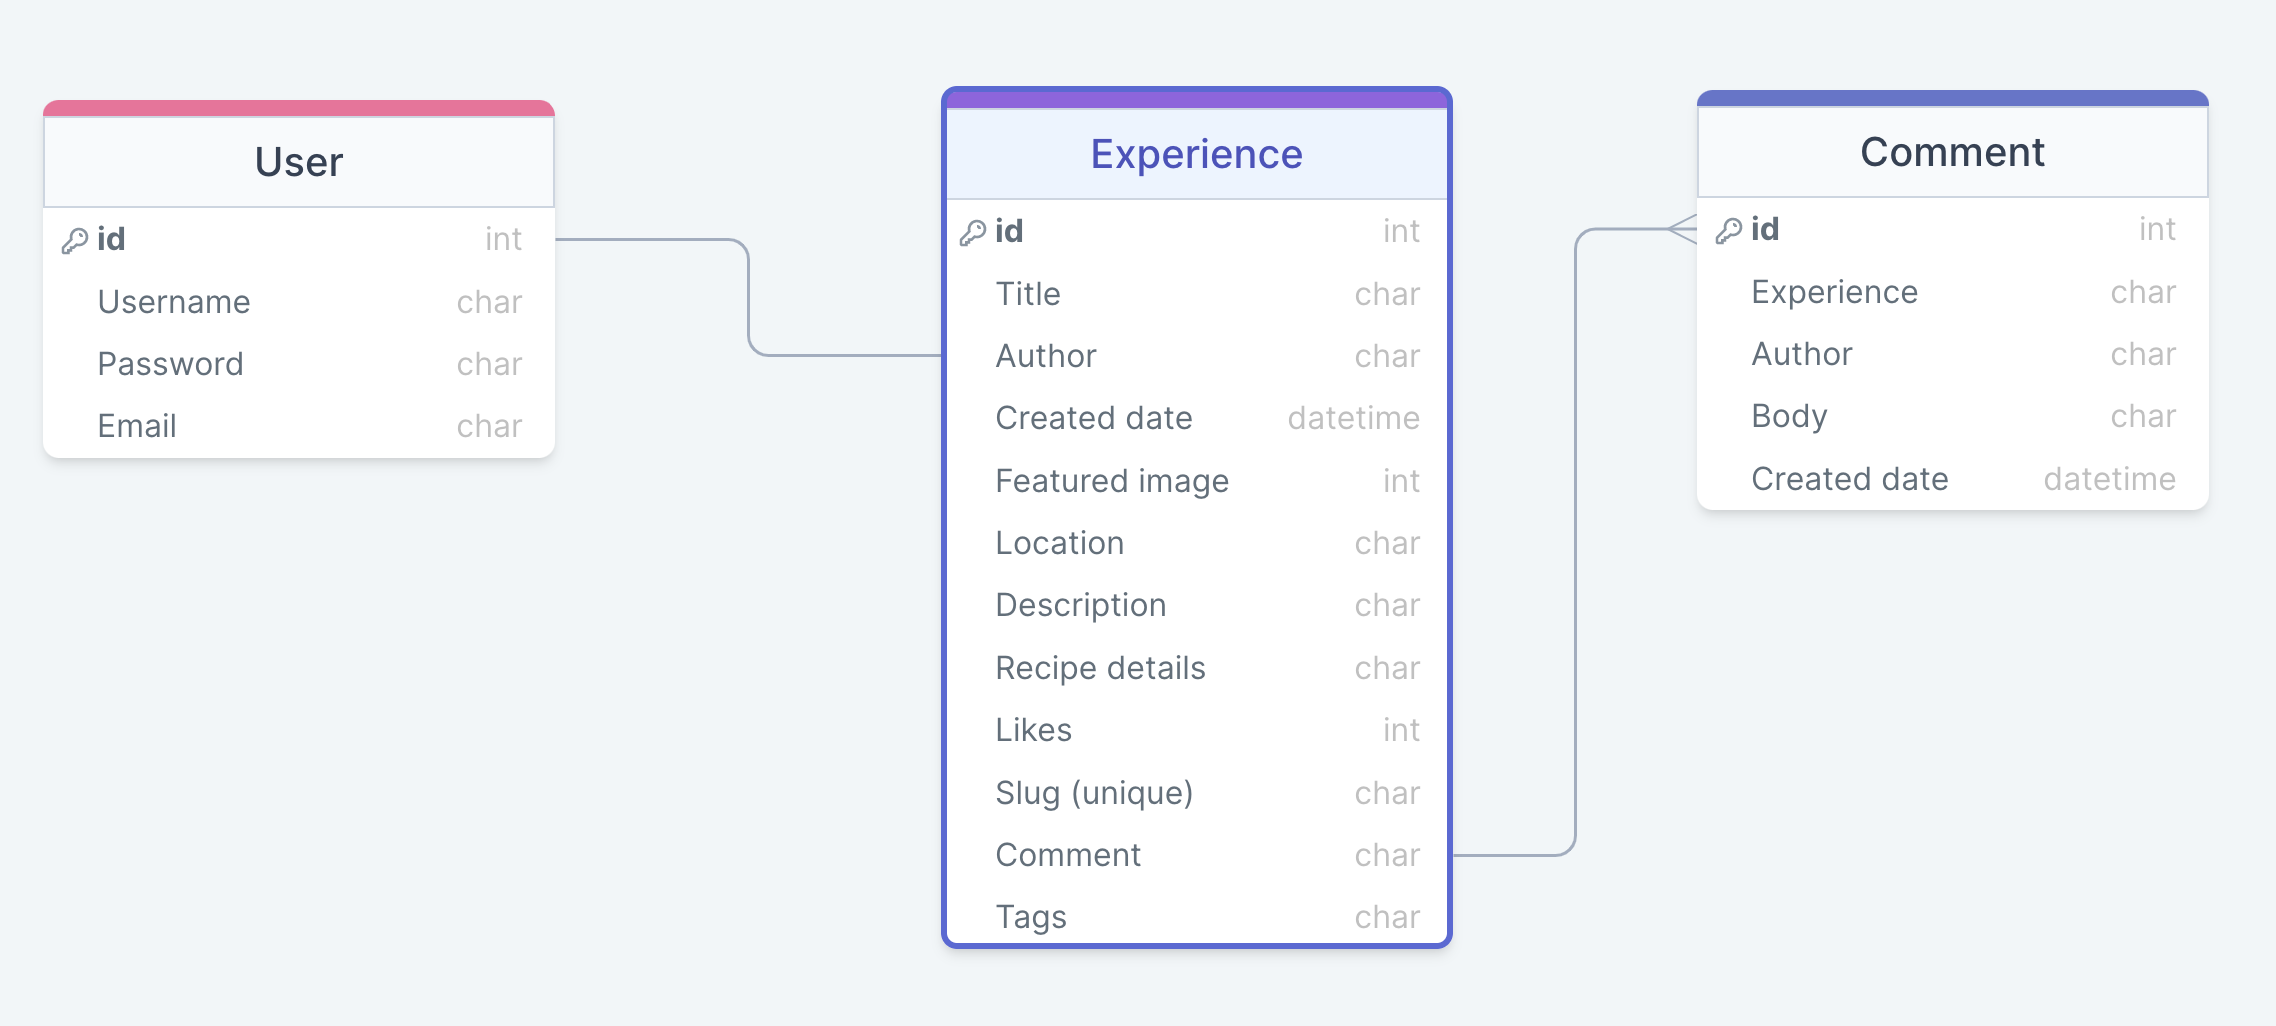 User
id int
Username char
Password char
Email char
Experience
id int
Title char
Author char
Created date datetime
Featured image int
Location char
Description char
Recipe details char
Likes int
Slug (unique) char
Comment char
Tags char
Comment
id int
Experience char
Author char
Body char
Created date datetime